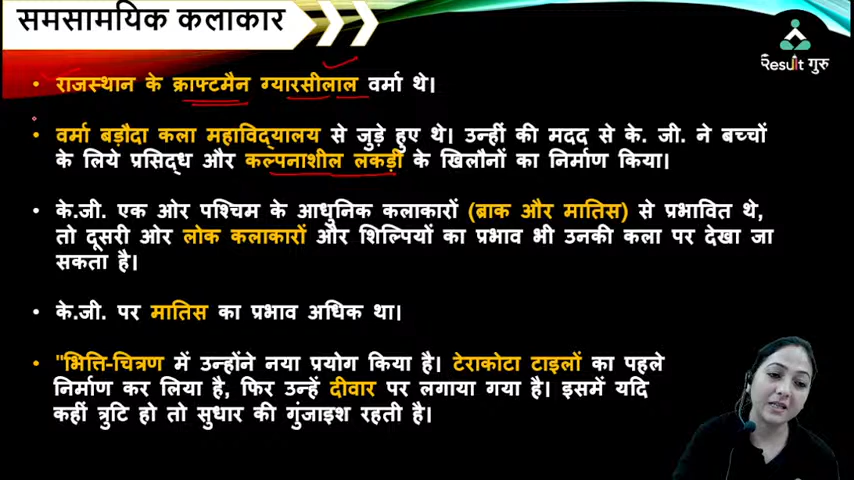 समसामयिक कलाकार
Result गुरु
• राजस्थान के क्राफ्टमैन ग्यारसीलाल वर्मा थे।
• वर्मा बड़ौदा कला महाविद्यालय से जुड़े हुए थे। उन्हीं की मदद से के. जी. ने बच्चों
के लिये प्रसिद्ध और कल्पनाशील लकड़ी के खिलौनों का निर्माण किया।
• के.जी. एक ओर पश्चिम के आधुनिक कलाकारों (ब्राक और मातिस) से प्रभावित थे,
तो दूसरी ओर लोक कलाकारों और शिल्पियों का प्रभाव भी उनकी कला पर देखा जा
सकता है।
• के.जी. पर मातिस का प्रभाव अधिक था।
• "भित्ति-चित्रण में उन्होंने नया प्रयोग किया है। टेराकोटा टाइलों का पहले
निर्माण कर लिया है, फिर उन्हें दीवार पर लगाया गया है। इसमें यदि
कहीं त्रुटि हो तो सुधार की गुंजाइश रहती है।